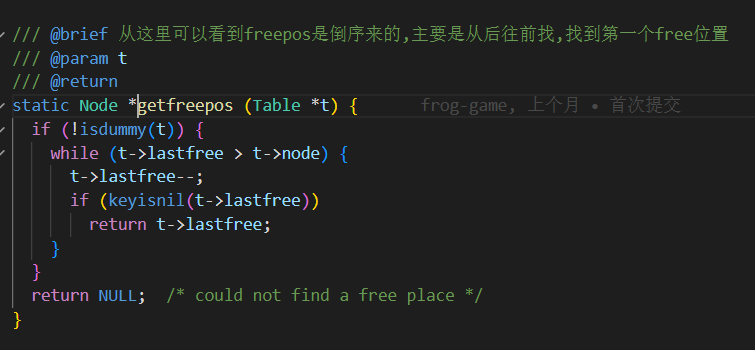 /// @brief 从这里可以看到freepos是倒序来的,主要是从后往前找,找到第一个free位置
/// @param t
/// @return
static Node *getfreepos (Table *t) { frog-game, 上个月 • 首次提交
if (!isdummy(t)) {
while (t->lastfree > t->node) {
t->lastfree--;
if (keyisnil(t->lastfree))
return t->lastfree;
}
}
return NULL;  /* could not find a free place */
}